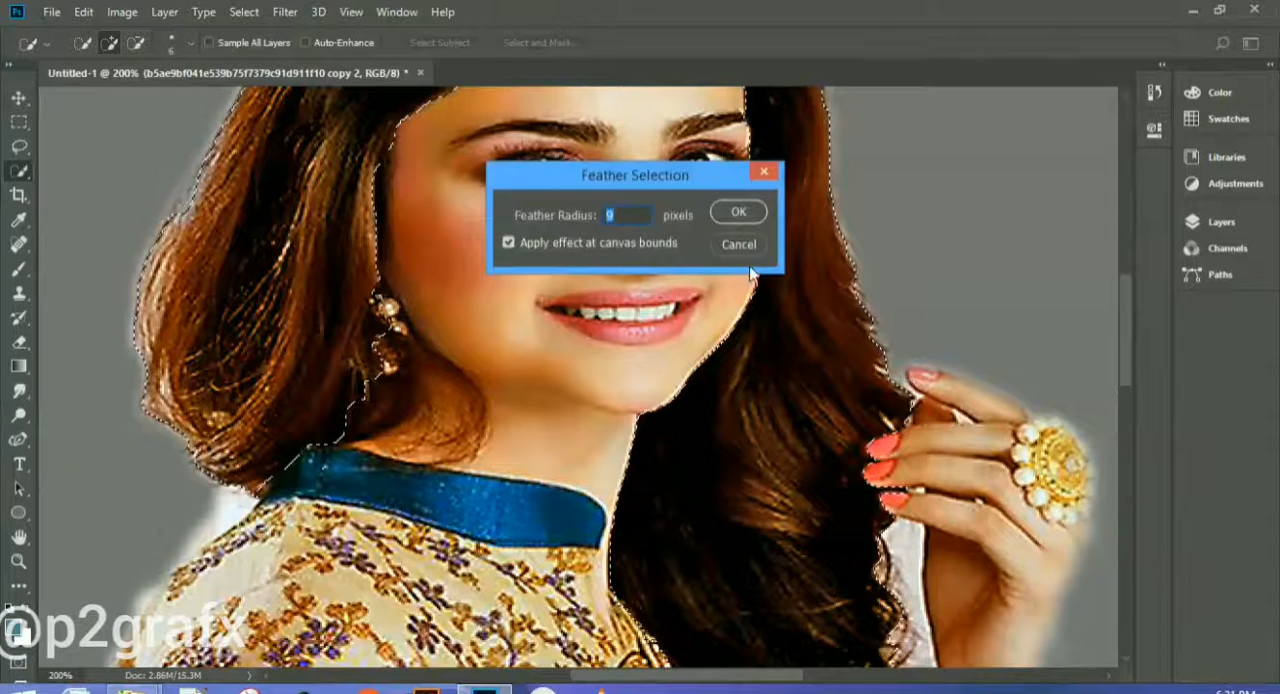 Ps File Edit Image Layer Type Select Filter 3D View Window Help
6 Sample All Layers Auto-Enhance Select Subject Select and Mask...
Untitled-1 @ 200% (b5ae9bf041e539b75f7379c91d911f10 copy 2, RGB/8) *
Color
Swatches
Libraries
Adjustments
Layers
Channels
Paths
Feather Selection
Feather Radius: 9 pixels OK
Apply effect at canvas bounds Cancel
@p2grafx
200% Doc: 2.86M/15.3M